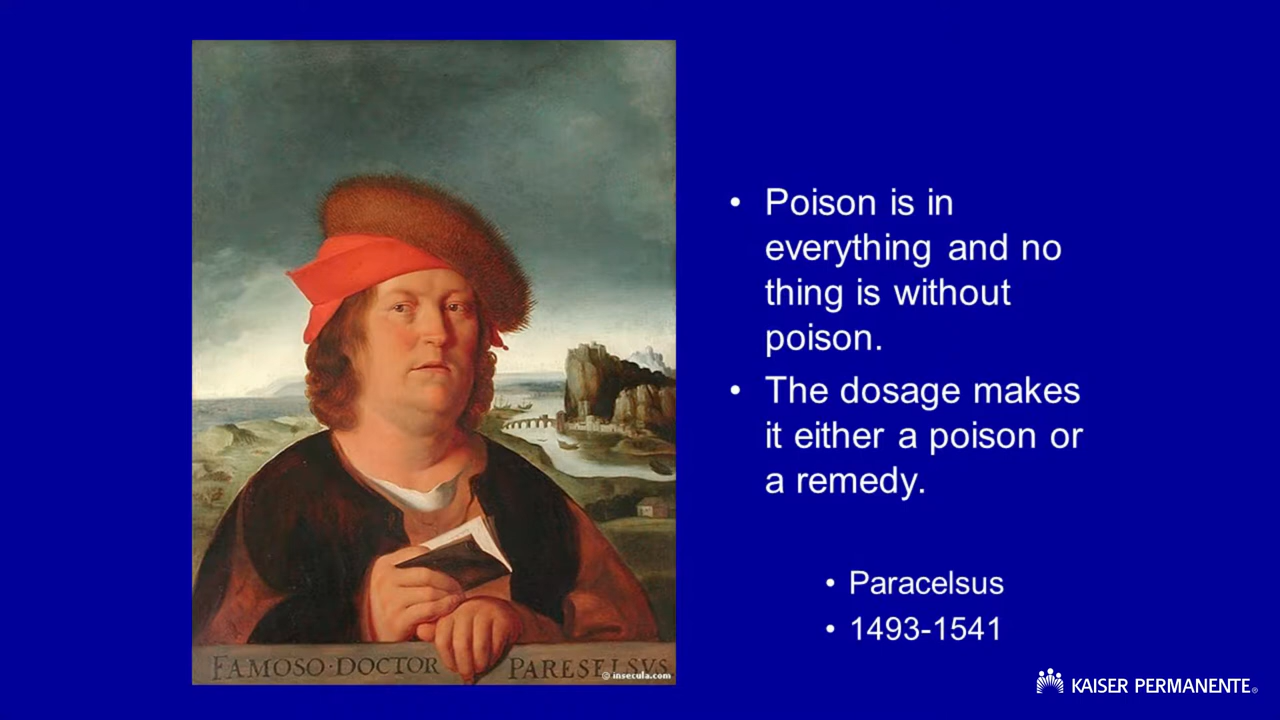 • Poison is in
everything and no
thing is without
poison.
• The dosage makes
it either a poison or
a remedy.
• Paracelsus
• 1493-1541
FAMOSO·DOCTOR PARESELSVS
© insecula.com
KAISER PERMANENTE®